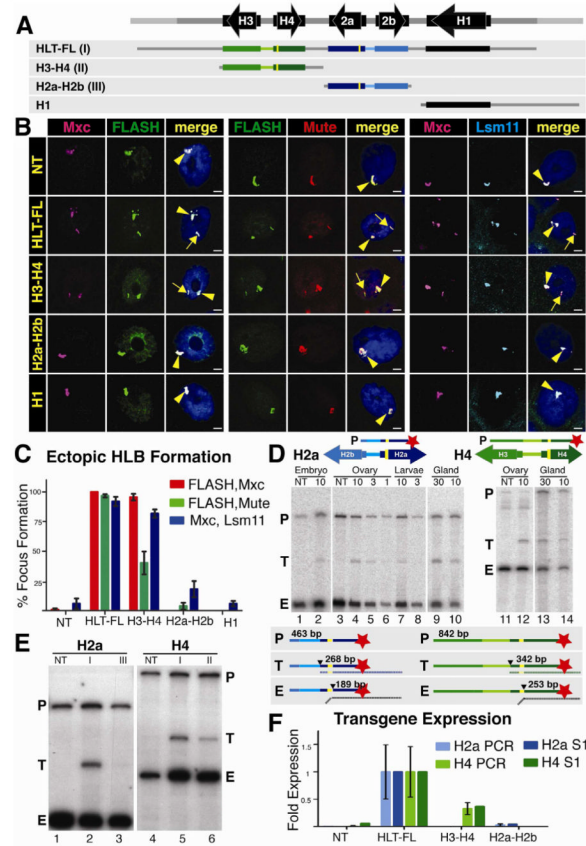 A
H3 H4 2a 2b H1
HLT-FL (I)
H3-H4 (II)
H2a-H2b (III)
H1
B
Mxc FLASH merge FLASH Mute merge Mxc Lsm11 merge
NT
HLT-FL
H3-H4
H2a-H2b
H1
C Ectopic HLB Formation
FLASH,Mxc
FLASH,Mute
Mxc, Lsm11
% Focus Formation
100
75
50
25
NT HLT-FL H3-H4 H2a-H2b H1
D
P
H2a H2b H2a
P
H4 H3 H4
Embryo Ovary Larvae Gland
NT 10 NT 10 3 1 10 3 30 10
Ovary Gland
NT 10 30 10
P
T
E
1 2 3 4 5 6 7 8 9 10
P
T
E
11 12 13 14
P 463 bp
T 268 bp
E 189 bp
P 842 bp
T 342 bp
E 253 bp
E
H2a H4
NT I III NT I II
P
T
E
P
T
E
1 2 3 4 5 6
F Transgene Expression
H2a PCR H2a S1
H4 PCR H4 S1
Fold Expression
1.5
1.0
0.5
0.0
NT HLT-FL H3-H4 H2a-H2b